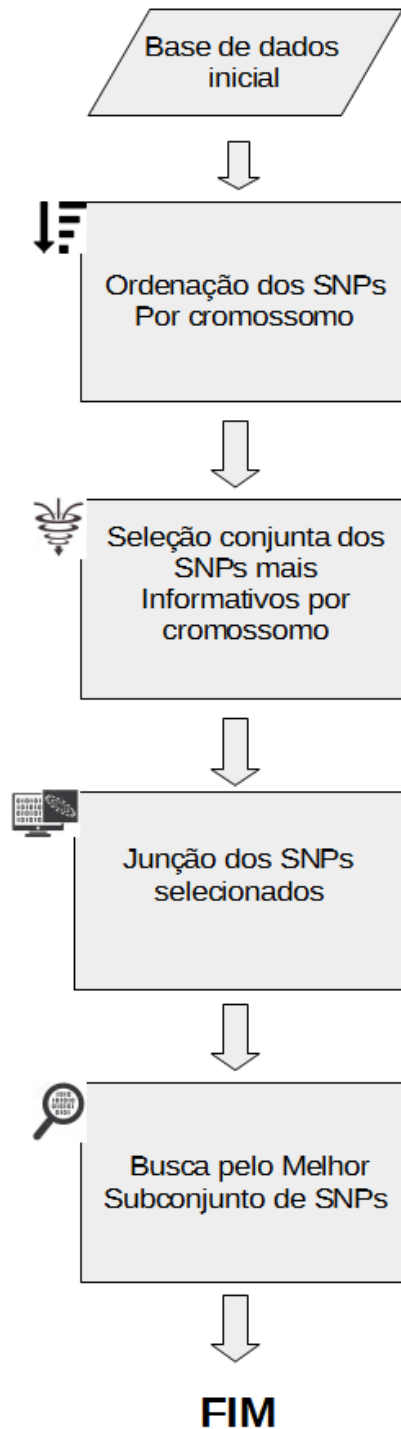 Base de dados
inicial
Ordenação dos SNPs
Por cromossomo
Seleção conjunta dos
SNPs mais
Informativos por
cromossomo
Junção dos SNPs
selecionados
Busca pelo Melhor
Subconjunto de SNPs
FIM